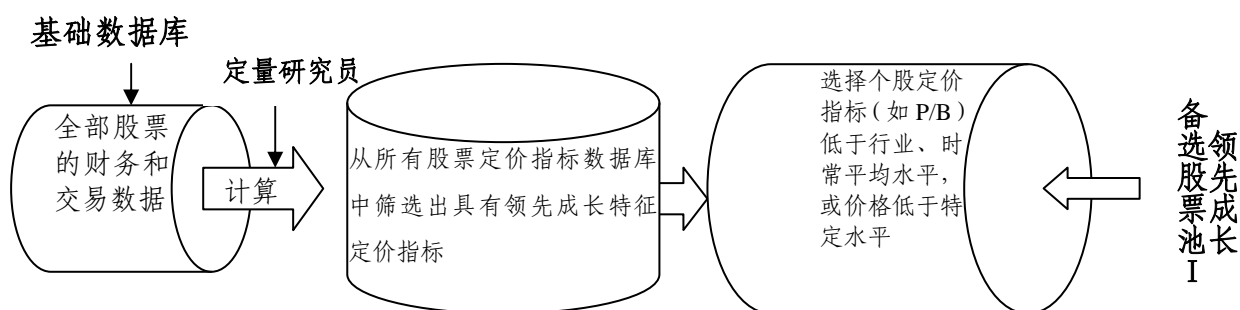 基础数据库
定量研究员
全部股票
的财务和
交易数据
计算
从所有股票定价指标数据库
中筛选出具有领先成长特征
定价指标
选择个股定价
指标（如 P/B）
低于行业、时
常平均水平，
或价格低于特
定水平
领先成长
备选股票池 I